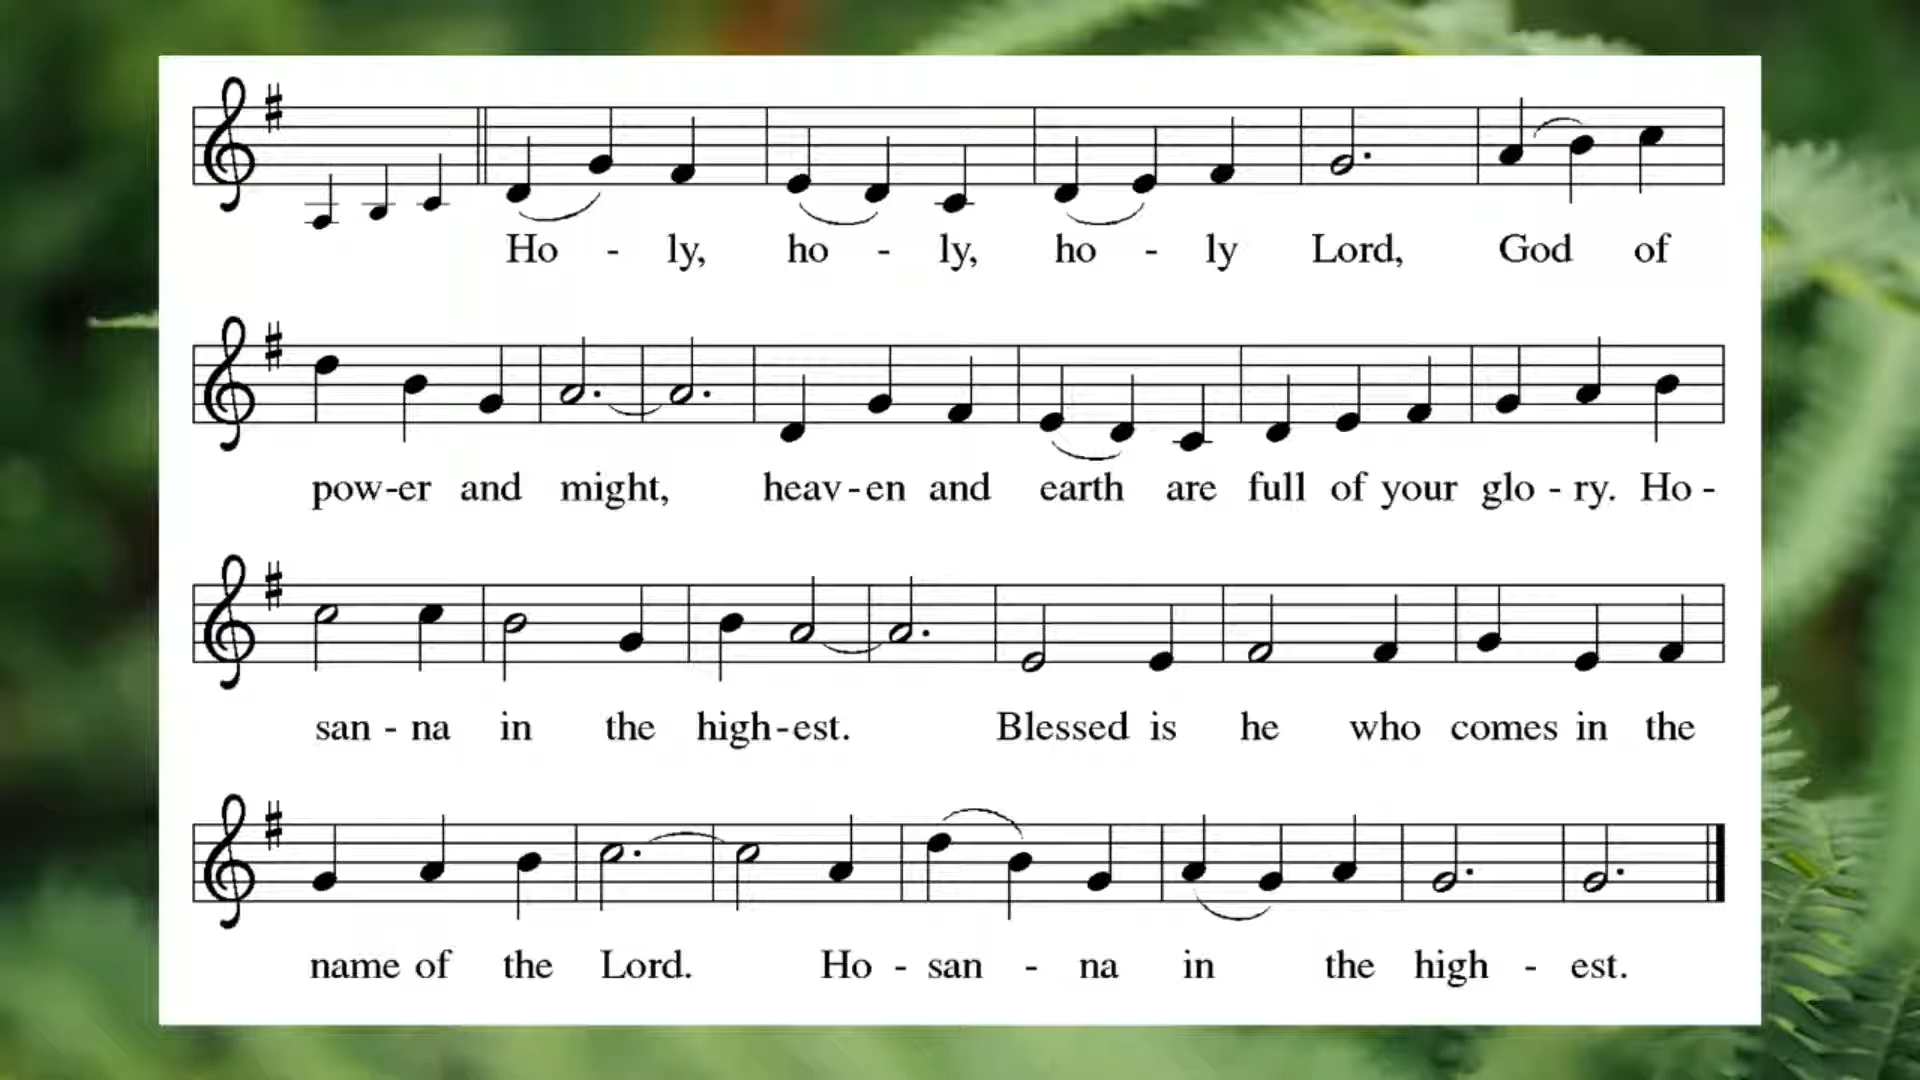 Ho - ly, ho - ly, ho - ly Lord, God of
pow-er and might, heav-en and earth are full of your glo - ry. Ho -
san - na in the high-est. Blessed is he who comes in the
name of the Lord. Ho - san - na in the high - est.